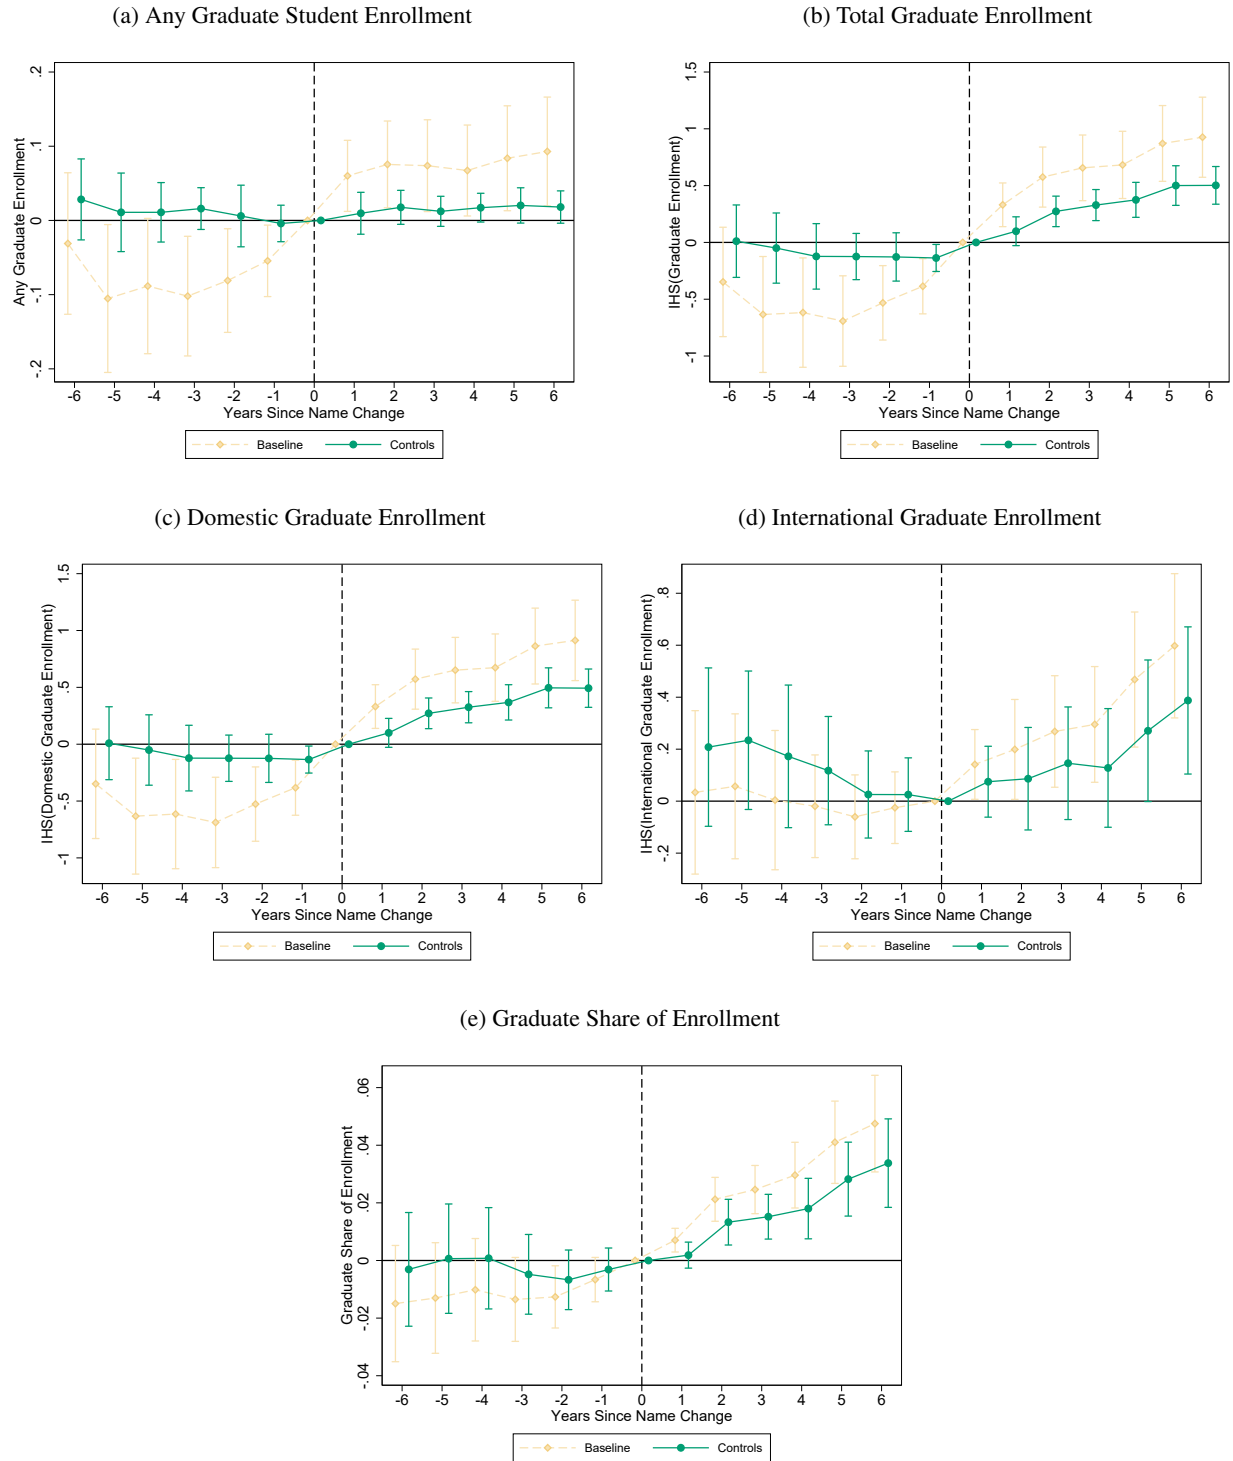 (a) Any Graduate Student Enrollment
Any Graduate Enrollment
.2
.1
0
-.1
-.2
-6 -5 -4 -3 -2 -1 0 1 2 3 4 5 6
Years Since Name Change
Baseline Controls
(b) Total Graduate Enrollment
IHS(Graduate Enrollment)
1.5
1
.5
0
-.5
-1
-6 -5 -4 -3 -2 -1 0 1 2 3 4 5 6
Years Since Name Change
Baseline Controls
(c) Domestic Graduate Enrollment
IHS(Domestic Graduate Enrollment)
1.5
1
.5
0
-.5
-1
-6 -5 -4 -3 -2 -1 0 1 2 3 4 5 6
Years Since Name Change
Baseline Controls
(d) International Graduate Enrollment
IHS(International Graduate Enrollment)
.8
.6
.4
.2
0
-.2
-6 -5 -4 -3 -2 -1 0 1 2 3 4 5 6
Years Since Name Change
Baseline Controls
(e) Graduate Share of Enrollment
Graduate Share of Enrollment
.06
.04
.02
0
-.02
-.04
-6 -5 -4 -3 -2 -1 0 1 2 3 4 5 6
Years Since Name Change
Baseline Controls